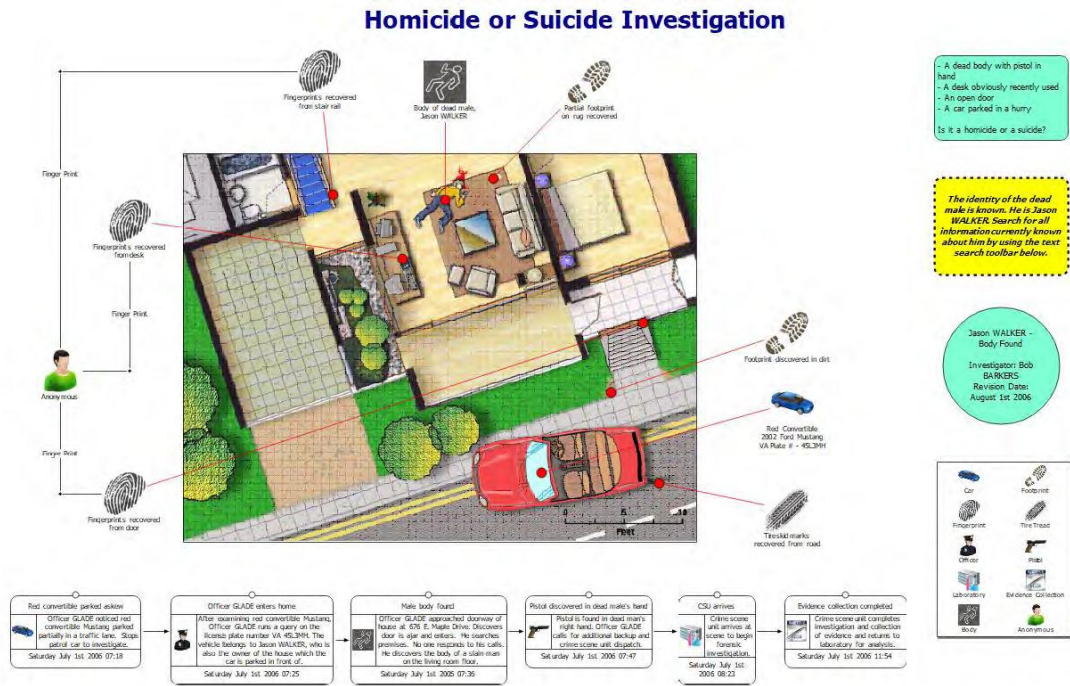 Homicide or Suicide Investigation
Fingerprints recovered
from stair rail
Body of dead male,
Jason WALKER
Partial footprint
on rug recovered
- A dead body with pistol in
hand
- A desk obviously recently used
- An open door
- A car parked in a hurry
Is it a homicide or a suicide?
Finger Print
The identity of the dead
male is known. He is Jason
WALKER. Search for all
information currently known
about him by using the text
search toolbar below.
Fingerprints recovered
from desk
Finger Print
Jason WALKER -
Body Found
Investigator: Bob
BARKERS
Revision Date:
August 1st 2006
Anonymous
Footprint discovered in dirt
Red Convertible
2002 Ford Mustang
VA Plate # - 45L3MH
Finger Print
Fingerprints recovered
from door
0 5 10
Feet
Tire skid marks
recovered from road
Car
Footprint
Fingerprint
Tire Tread
Officer
Pistol
Laboratory
Evidence Collection
Body
Anonymous
Red convertible parked askew
Officer GLADE noticed red
convertible Mustang parked
partially in a traffic lane. Stops
patrol car to investigate.
Saturday July 1st 2006 07:18
Officer GLADE enters home
After examining red convertible Mustang,
Officer GLADE runs a query on the
license plate number VA 45L3MH. The
vehicle belongs to Jason WALKER, who is
also the owner of the house which the
car is parked in front of.
Saturday July 1st 2006 07:25
Male body found
Officer GLADE approached doorway of
house at 676 E. Maple Drive. Discovers
door is ajar and enters. He searches
premises. No one responds to his calls.
He discovers the body of a slain man
on the living room floor.
Saturday July 1st 2005 07:36
Pistol discovered in dead male's hand
Pistol is found in dead man's
right hand. Officer GLADE
calls for additional backup and
crime scene unit dispatch.
Saturday July 1st 2006 07:47
CSU arrives
Crime scene
unit arrives at
scene to begin
forensic
investigation.
Saturday July 1st
2006 08:23
Evidence collection completed
Crime scene unit completes
investigation and collection
of evidence and returns to
laboratory for analysis.
Saturday July 1st 2006 11:54